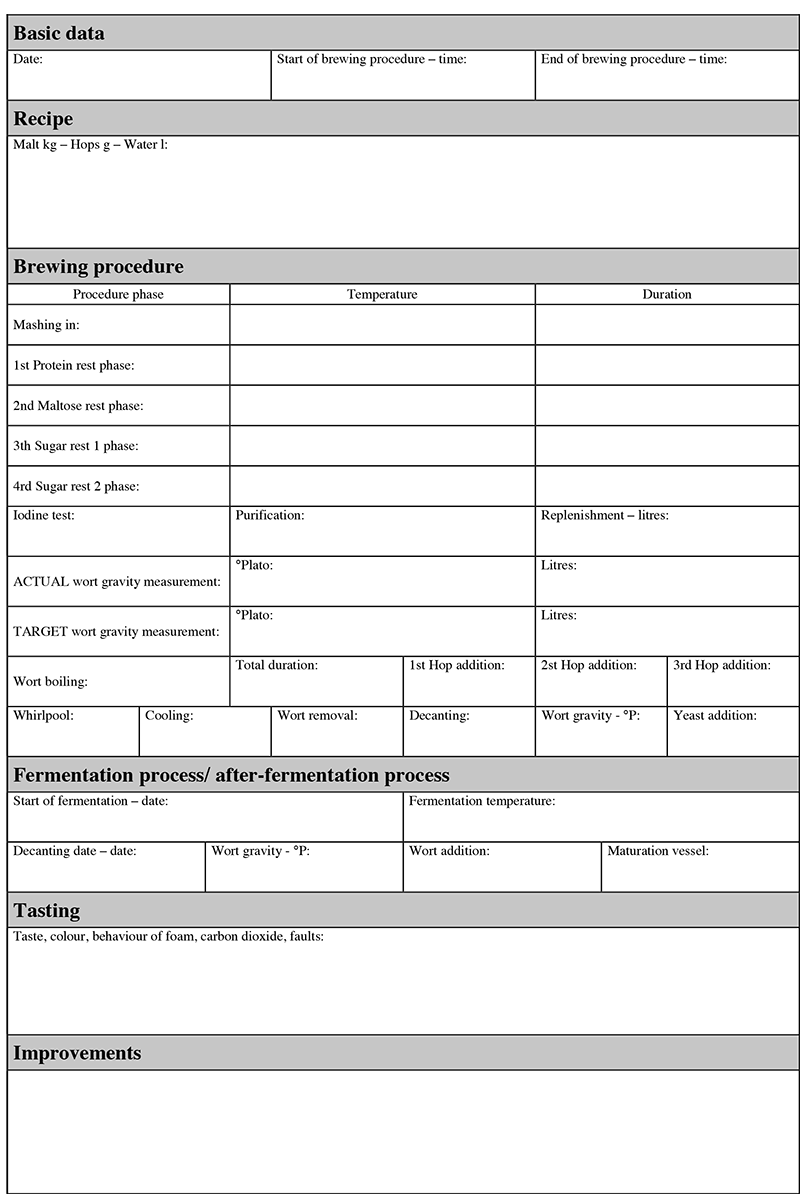 Basic data
Date:
Start of brewing procedure – time:
End of brewing procedure – time:
Recipe
Malt kg – Hops g – Water l:
Brewing procedure
Procedure phase
Temperature
Duration
Mashing in:
1st Protein rest phase:
2nd Maltose rest phase:
3th Sugar rest 1 phase:
4rd Sugar rest 2 phase:
Iodine test:
Purification:
Replenishment – litres:
ACTUAL wort gravity measurement:
°Plato:
Litres:
TARGET wort gravity measurement:
°Plato:
Litres:
Wort boiling:
Total duration:
1st Hop addition:
2st Hop addition:
3rd Hop addition:
Whirlpool:
Cooling:
Wort removal:
Decanting:
Wort gravity - °P:
Yeast addition:
Fermentation process/ after-fermentation process
Start of fermentation – date:
Fermentation temperature:
Decanting date – date:
Wort gravity - °P:
Wort addition:
Maturation vessel:
Tasting
Taste, colour, behaviour of foam, carbon dioxide, faults:
Improvements